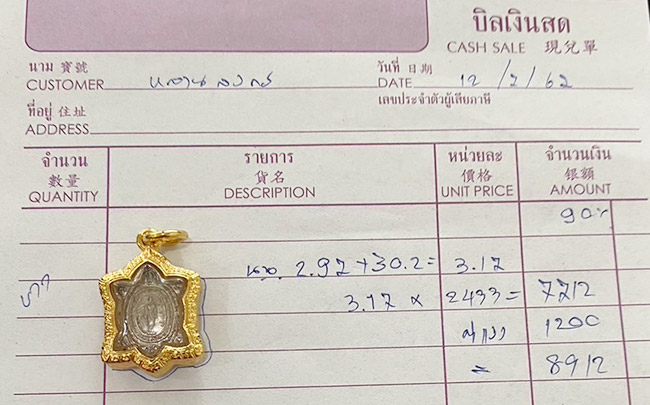 บิลเงินสด
CASH SALE 現兌單
นาม 寶號
CUSTOMER
วันที่ 日期
DATE 12/2/62
เลขประจำตัวผู้เสียภาษี
ที่อยู่ 住址
ADDRESS
จำนวน 數量 QUANTITY
รายการ 貨名 DESCRIPTION
หน่วยละ 價格 UNIT PRICE
จำนวนเงิน 銀額 AMOUNT
90%
2.97 + 30.2 = 3.17
3.17 x 2433 = 7712
1200
= 8912